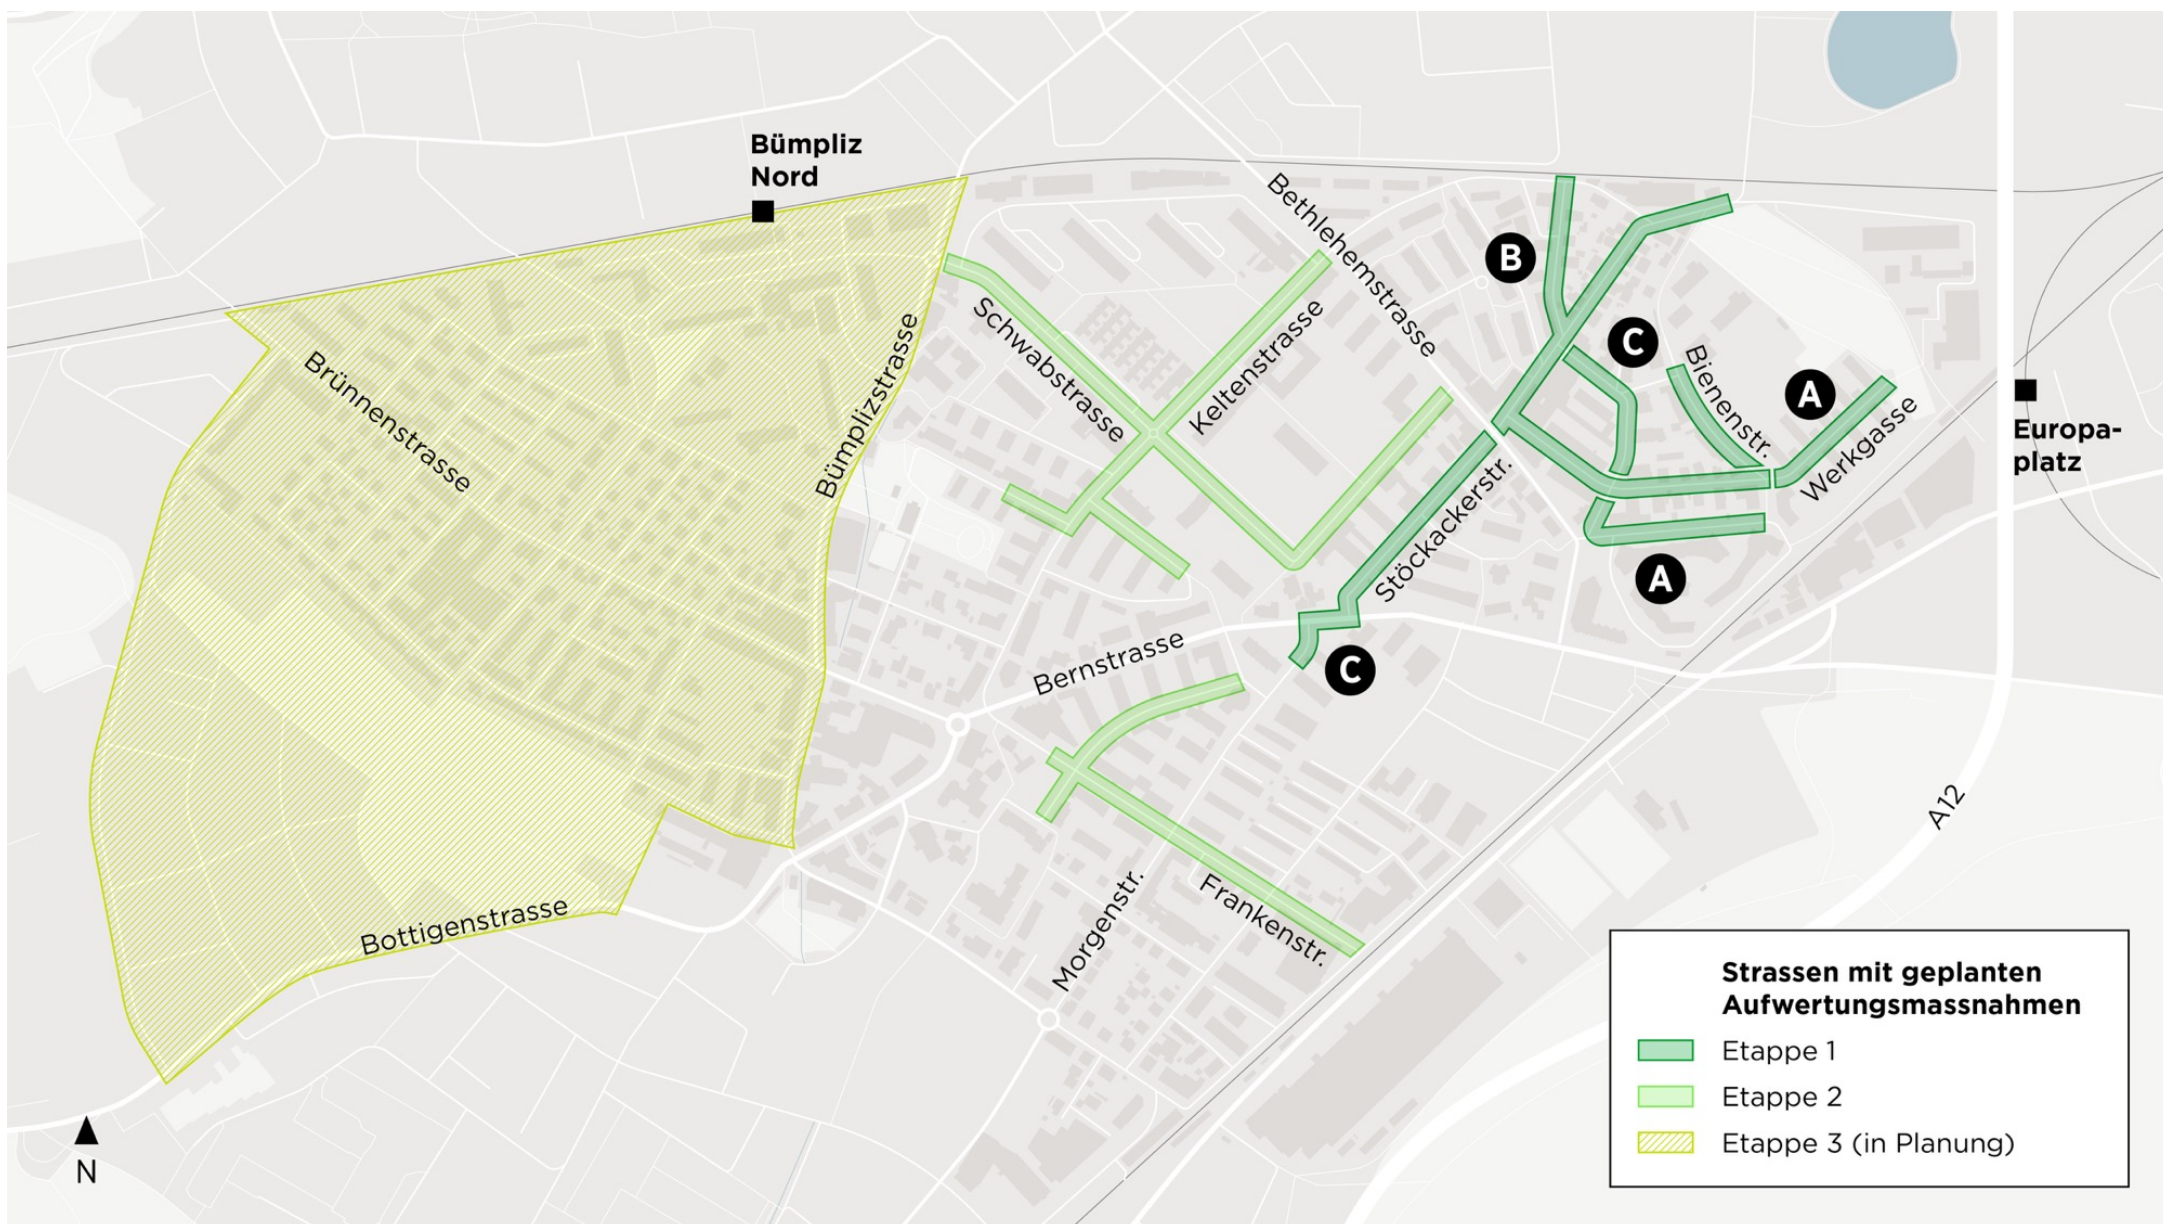 Bümpliz
Nord
Bethlehemstrasse
B
C
Bienenstr.
A
Werkgasse
Europa-
platz
Schwabstrasse
Keltenstrasse
Bümplizstrasse
Brünnenstrasse
Stöckackerstr.
A
C
Bernstrasse
A12
Frankenstr.
Morgenstr.
Bottigenstrasse
N
Strassen mit geplanten
Aufwertungsmassnahmen
Etappe 1
Etappe 2
Etappe 3 (in Planung)